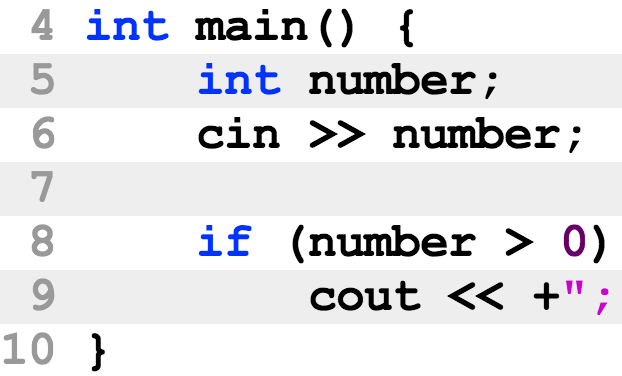 4 int main() {
5     int number;
6     cin >> number;
7
8     if (number > 0)
9         cout << +";
10 }